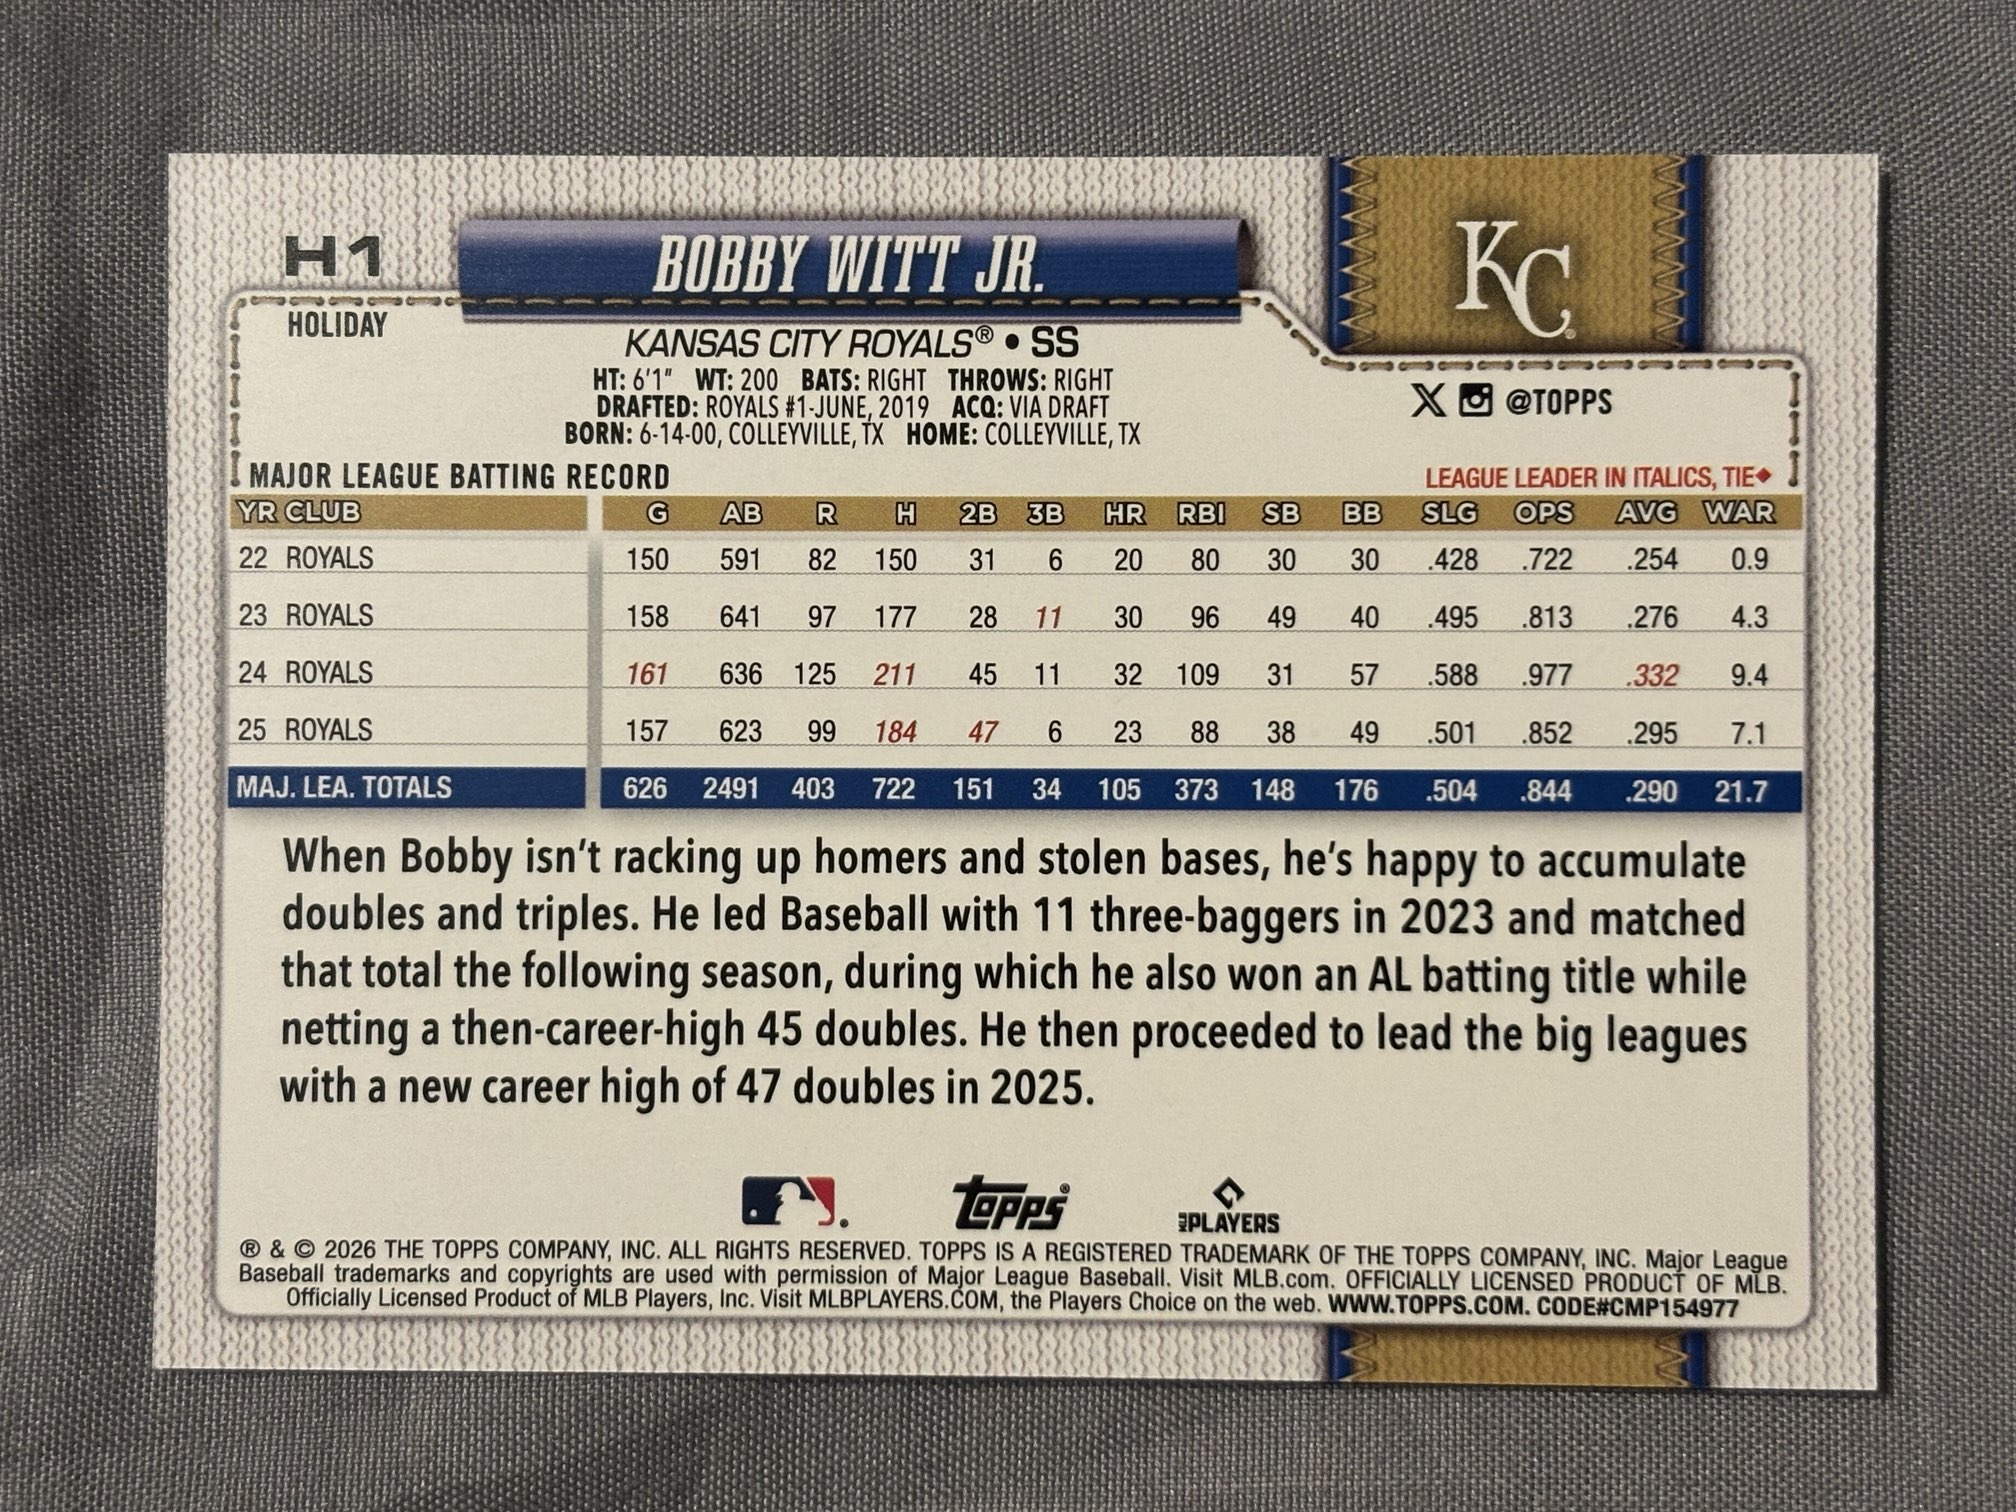 H1
HOLIDAY
BOBBY WITT JR.
KC
KANSAS CITY ROYALS® • SS
HT: 6'1" WT: 200 BATS: RIGHT THROWS: RIGHT
DRAFTED: ROYALS #1-JUNE, 2019 ACQ: VIA DRAFT
BORN: 6-14-00, COLLEYVILLE, TX HOME: COLLEYVILLE, TX
@TOPPS
MAJOR LEAGUE BATTING RECORD LEAGUE LEADER IN ITALICS, TIE♦
YR CLUB G AB R H 2B 3B HR RBI SB BB SLG OPS AVG WAR
22 ROYALS 150 591 82 150 31 6 20 80 30 30 .428 .722 .254 0.9
23 ROYALS 158 641 97 177 28 11 30 96 49 40 .495 .813 .276 4.3
24 ROYALS 161 636 125 211 45 11 32 109 31 57 .588 .977 .332 9.4
25 ROYALS 157 623 99 184 47 6 23 88 38 49 .501 .852 .295 7.1
MAJ. LEA. TOTALS 626 2491 403 722 151 34 105 373 148 176 .504 .844 .290 21.7
When Bobby isn't racking up homers and stolen bases, he's happy to accumulate
doubles and triples. He led Baseball with 11 three-baggers in 2023 and matched
that total the following season, during which he also won an AL batting title while
netting a then-career-high 45 doubles. He then proceeded to lead the big leagues
with a new career high of 47 doubles in 2025.
topps® MLB PLAYERS
® & © 2026 THE TOPPS COMPANY, INC. ALL RIGHTS RESERVED. TOPPS IS A REGISTERED TRADEMARK OF THE TOPPS COMPANY, INC. Major League
Baseball trademarks and copyrights are used with permission of Major League Baseball. Visit MLB.com. OFFICIALLY LICENSED PRODUCT OF MLB.
Officially Licensed Product of MLB Players, Inc. Visit MLBPLAYERS.COM, the Players Choice on the web. WWW.TOPPS.COM. CODE#CMP154977